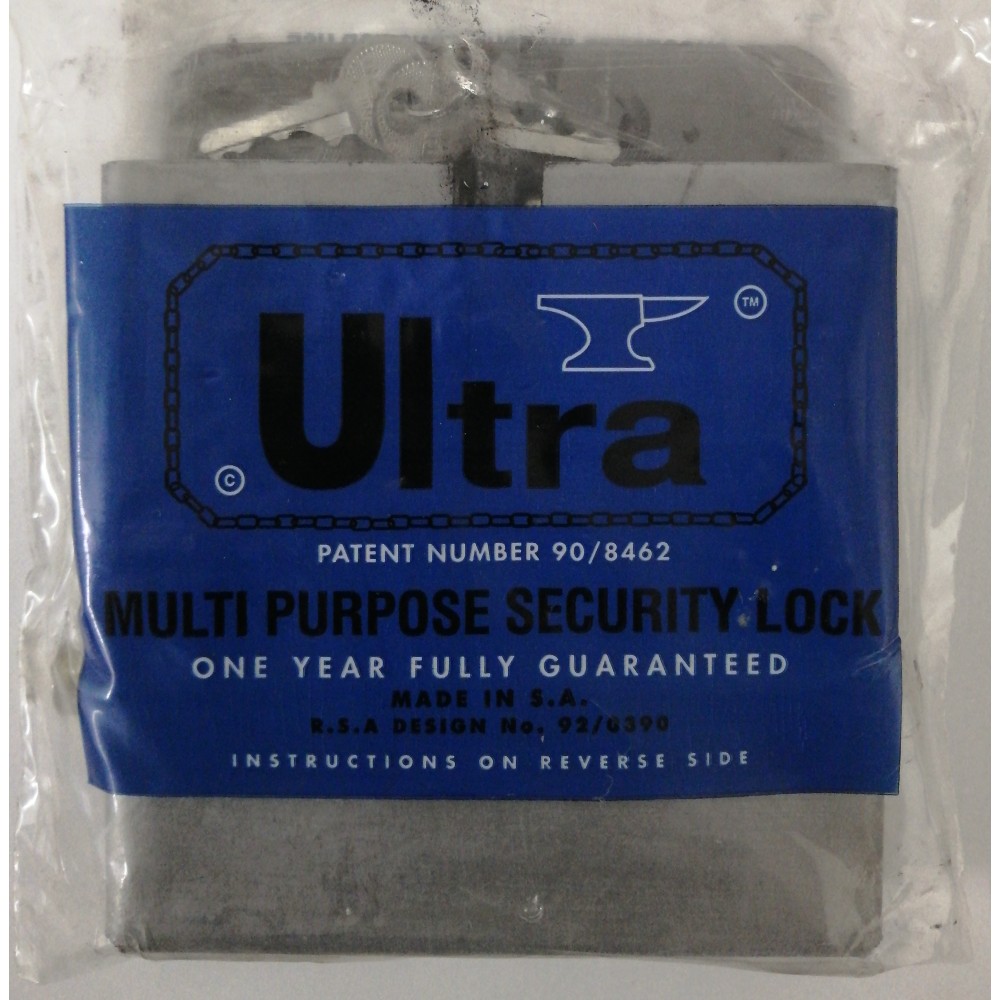 TM
Ultra
©
PATENT NUMBER 90/8462
MULTI PURPOSE SECURITY LOCK
ONE YEAR FULLY GUARANTEED
MADE IN S.A.
R.S.A DESIGN No. 92/0390
INSTRUCTIONS ON REVERSE SIDE